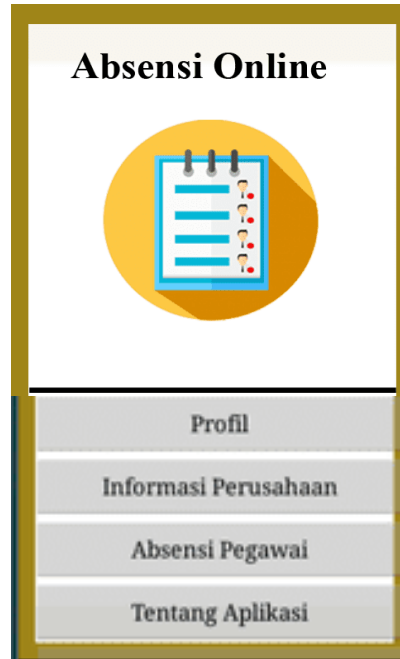 Absensi Online
Profil
Informasi Perusahaan
Absensi Pegawai
Tentang Aplikasi